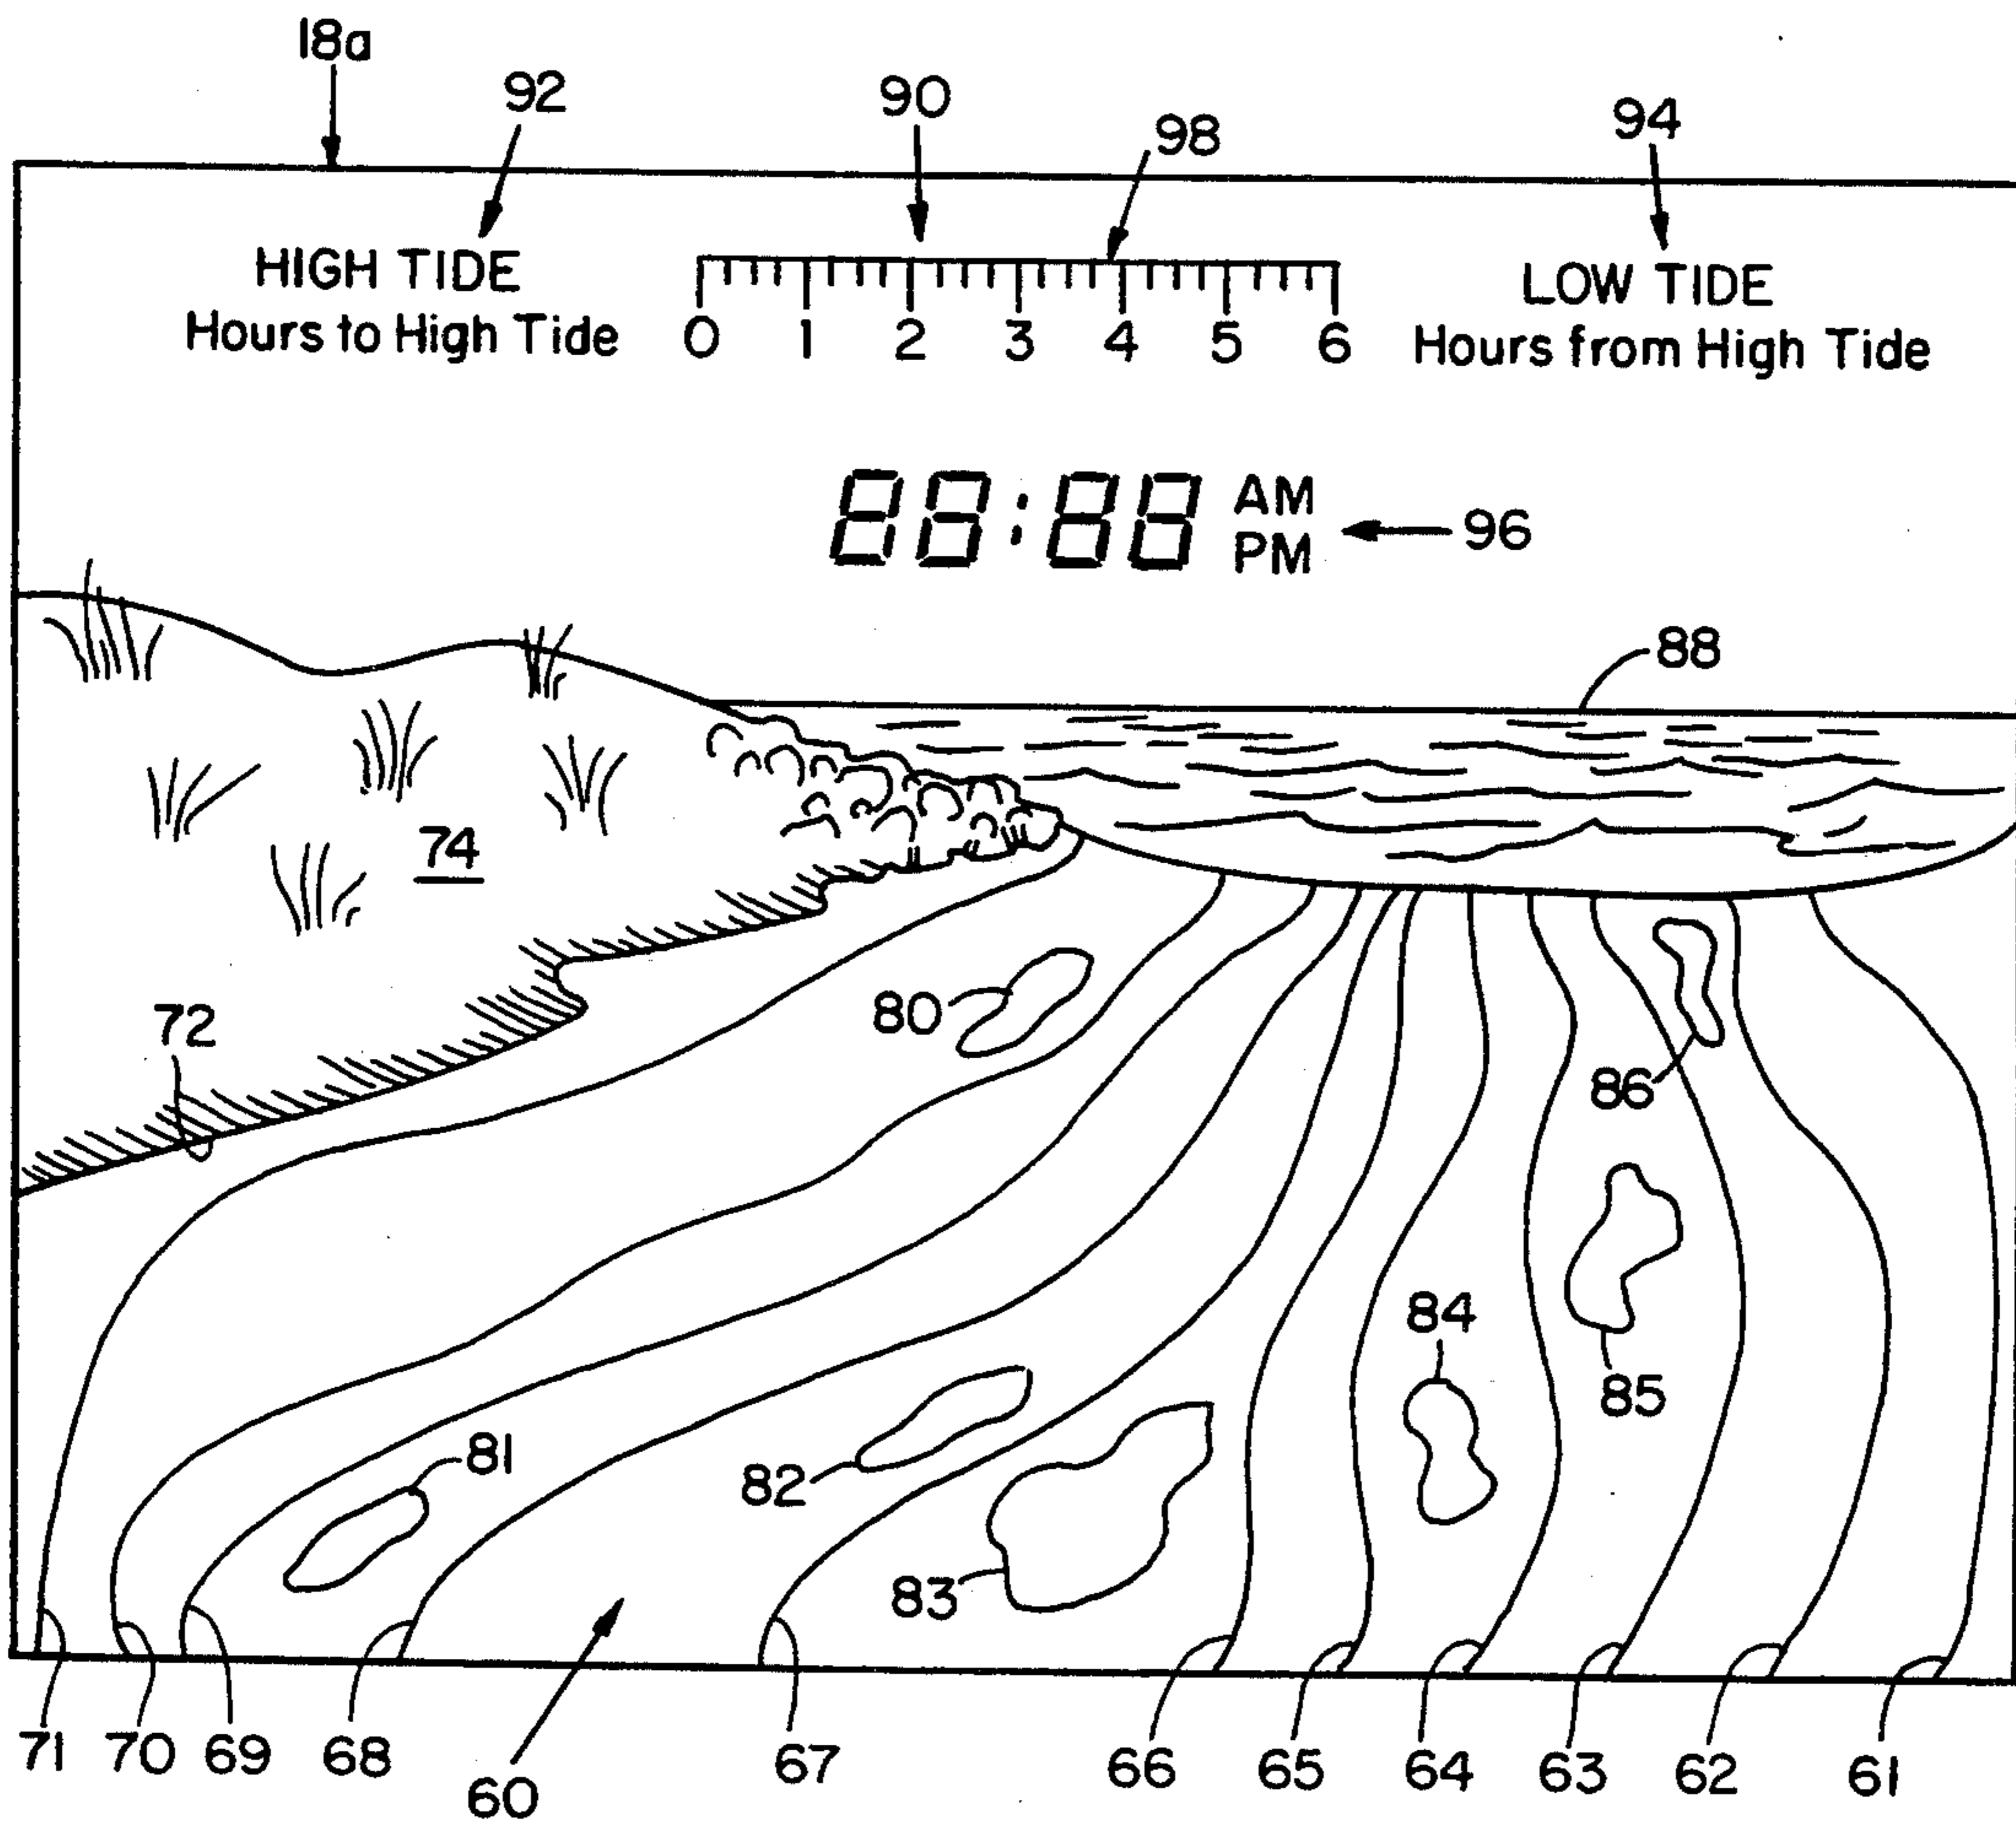 18a
92
90
98
94
HIGH TIDE
Hours to High Tide
0 1 2 3 4 5 6
LOW TIDE
Hours from High Tide
88:88 AM
PM
96
88
74
72
80
86
84
85
81
82
83
71 70 69 68 60 67 66 65 64 63 62 61